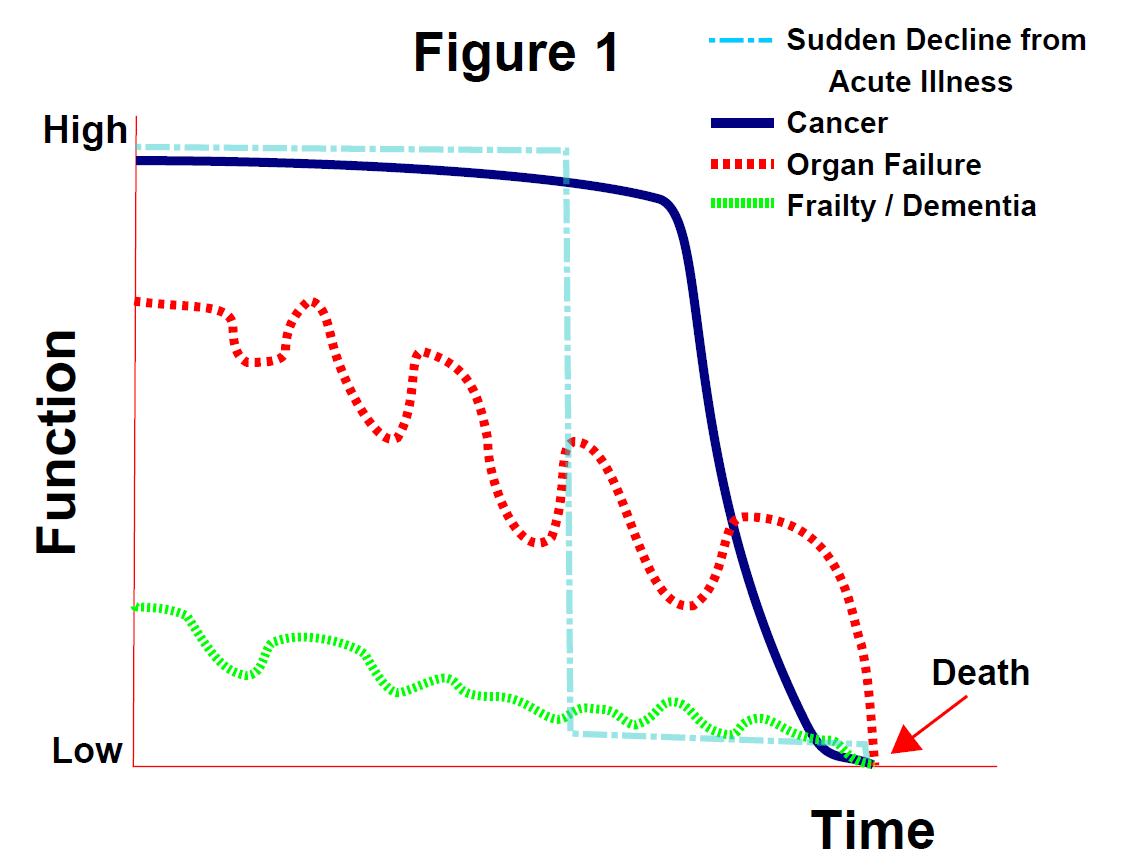 Figure 1
Sudden Decline from
Acute Illness
Cancer
Organ Failure
Frailty / Dementia
High
Function
Low
Death
Time